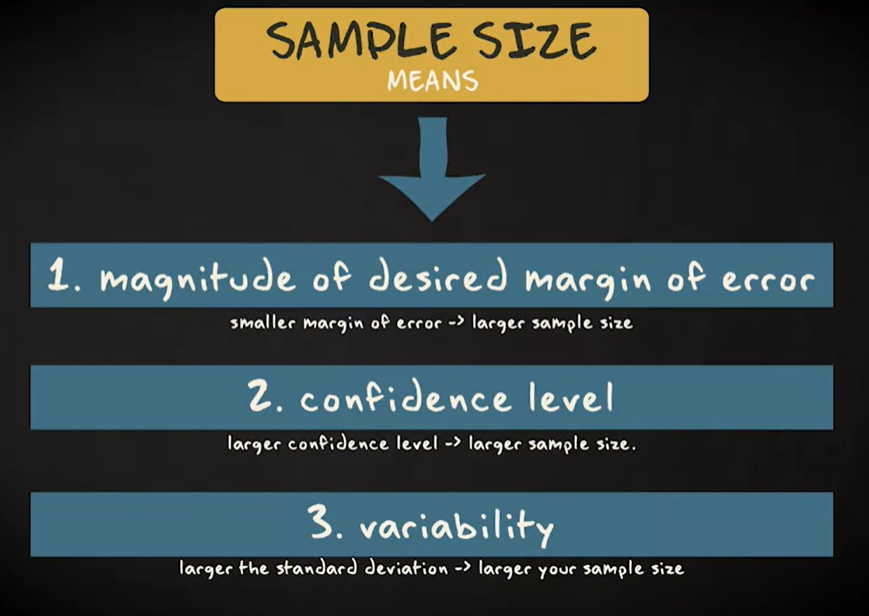 SAMPLE SIZE
MEANS
1. magnitude of desired margin of error
smaller margin of error -> larger sample size
2. confidence level
larger confidence level -> larger sample size.
3. variability
larger the standard deviation -> larger your sample size